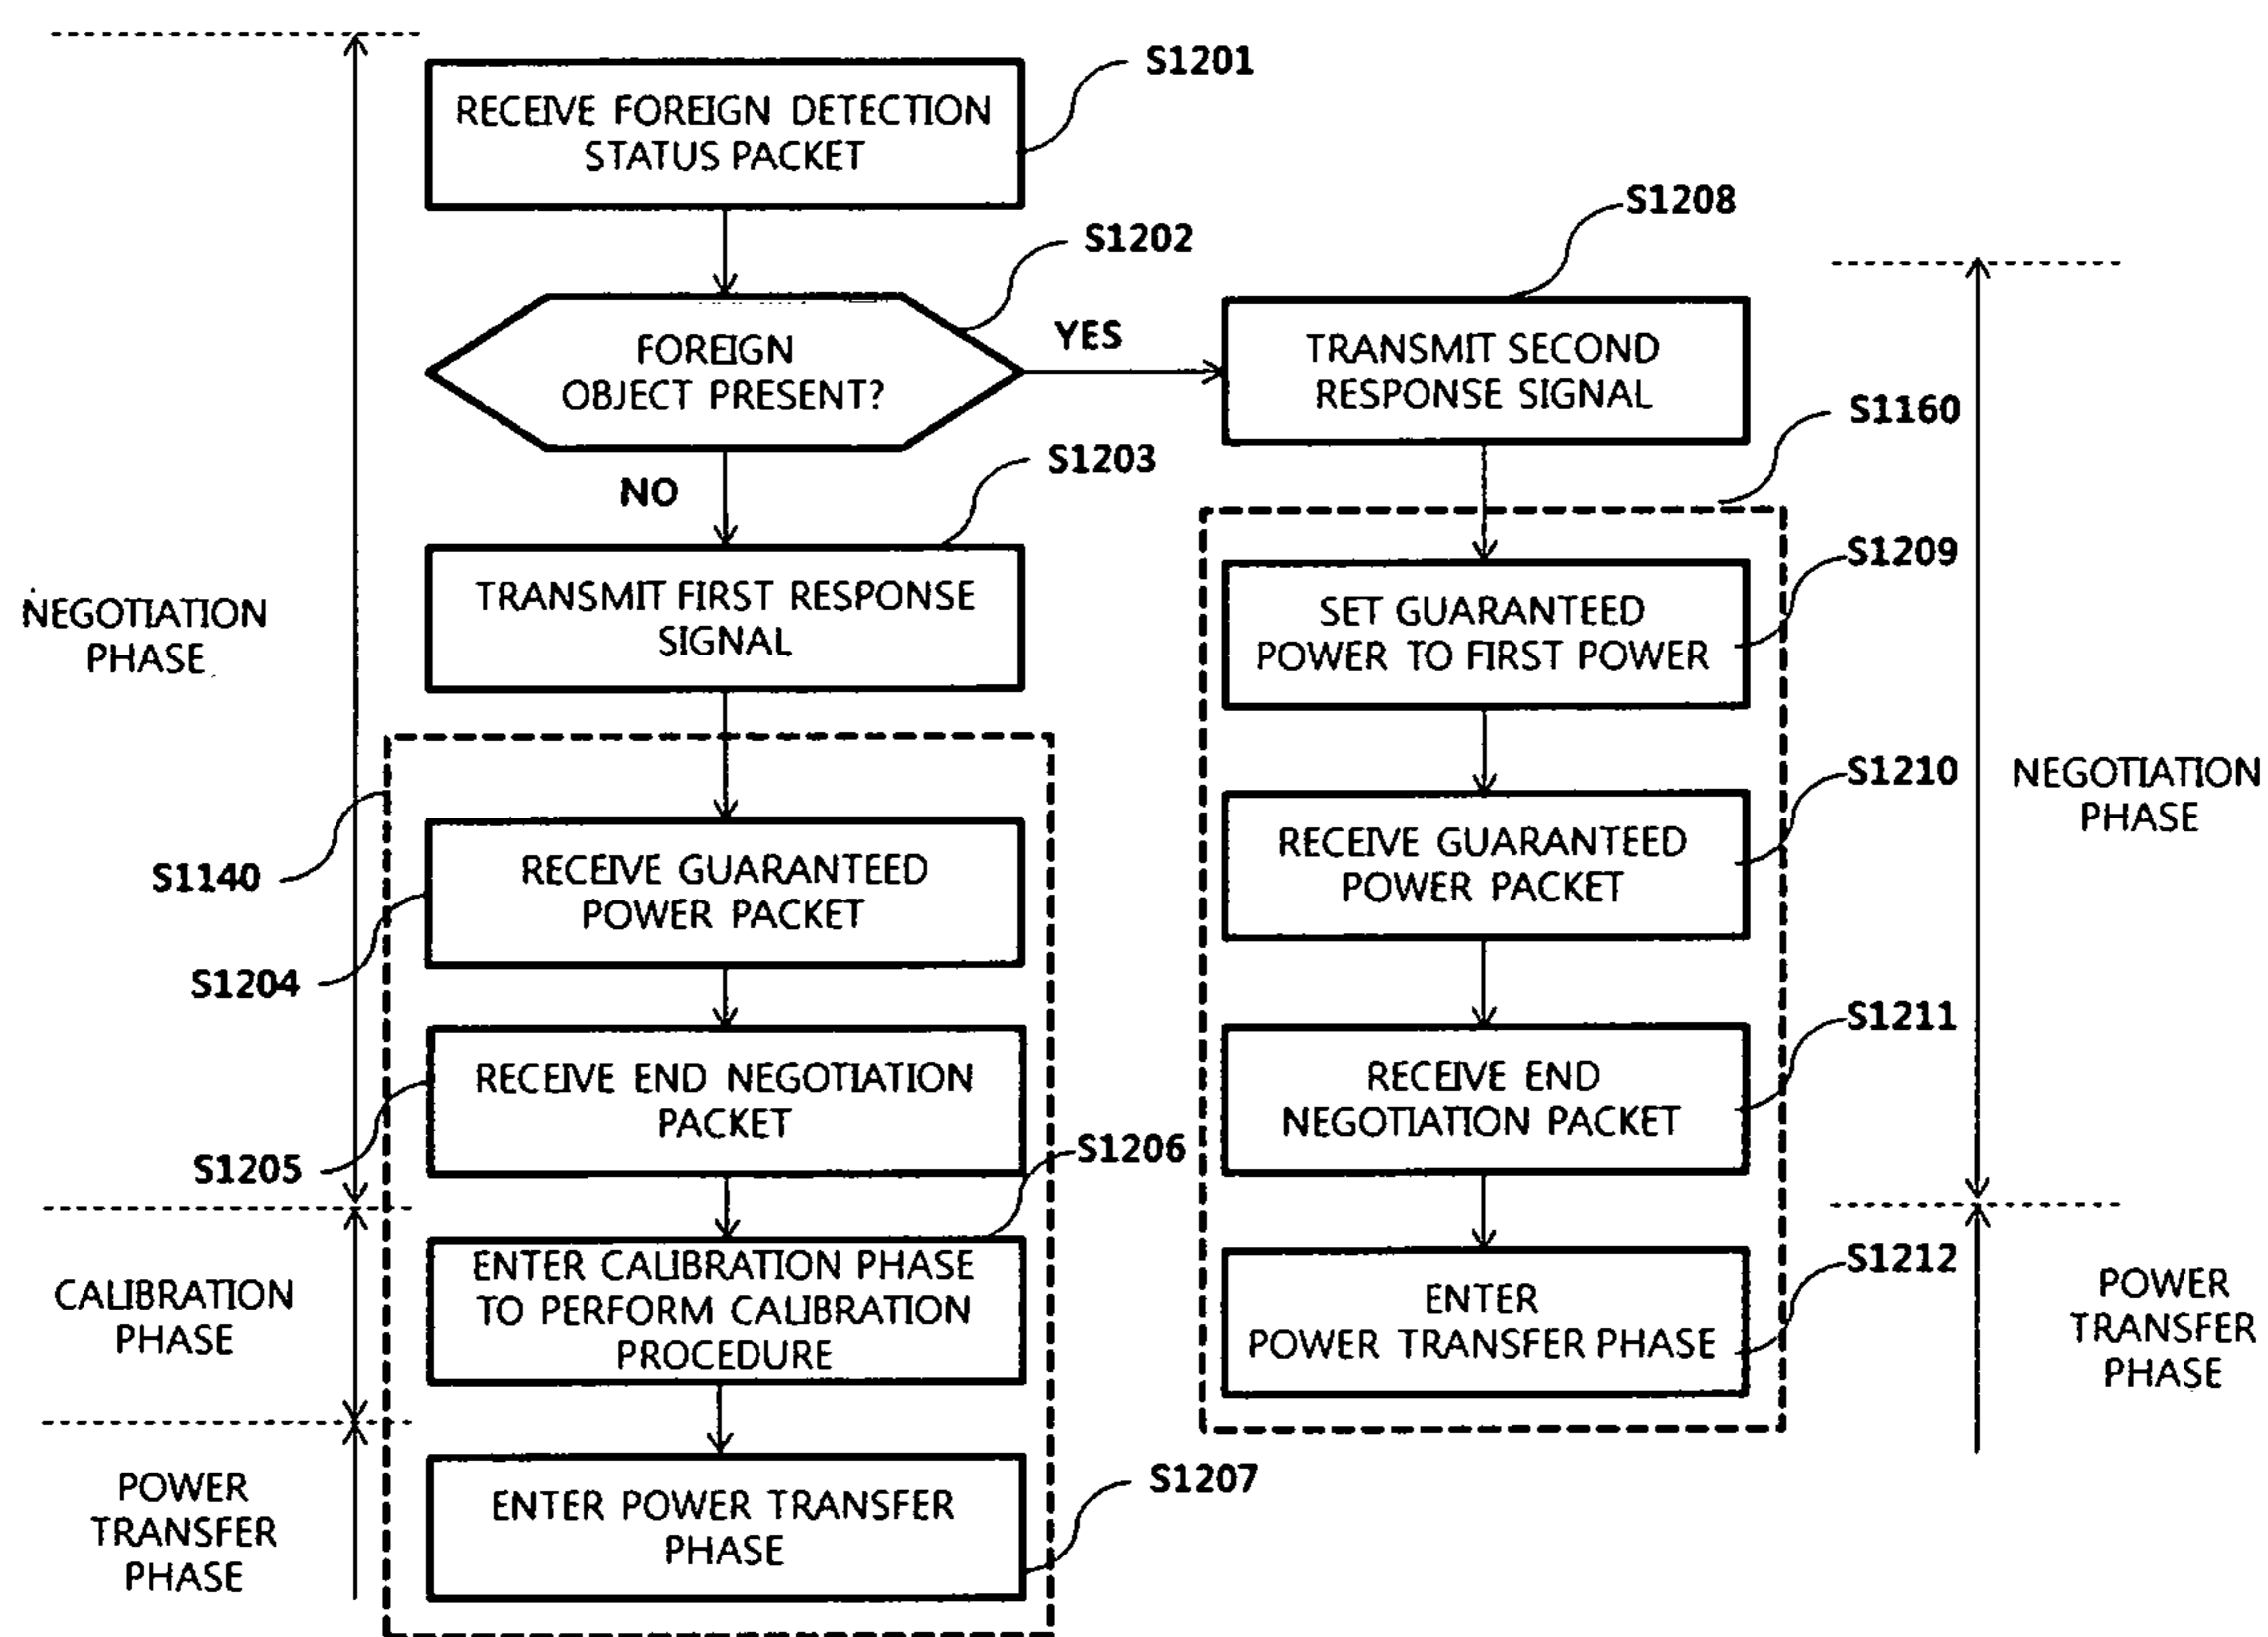 S1201
RECEIVE FOREIGN DETECTION
STATUS PACKET
S1208
S1202
FOREIGN
OBJECT PRESENT?
YES
TRANSMIT SECOND
RESPONSE SIGNAL
S1160
S1203
NO
TRANSMIT FIRST RESPONSE
SIGNAL
NEGOTIATION
PHASE
S1209
SET GUARANTEED
POWER TO FIRST POWER
S1140
S1204
RECEIVE GUARANTEED
POWER PACKET
S1210
RECEIVE GUARANTEED
POWER PACKET
NEGOTIATION
PHASE
S1205
RECEIVE END NEGOTIATION
PACKET
S1211
RECEIVE END
NEGOTIATION PACKET
S1206
CALIBRATION
PHASE
ENTER CALIBRATION PHASE
TO PERFORM CALIBRATION
PROCEDURE
S1212
ENTER
POWER TRANSFER PHASE
POWER
TRANSFER
PHASE
POWER
TRANSFER
PHASE
ENTER POWER TRANSFER
PHASE
S1207